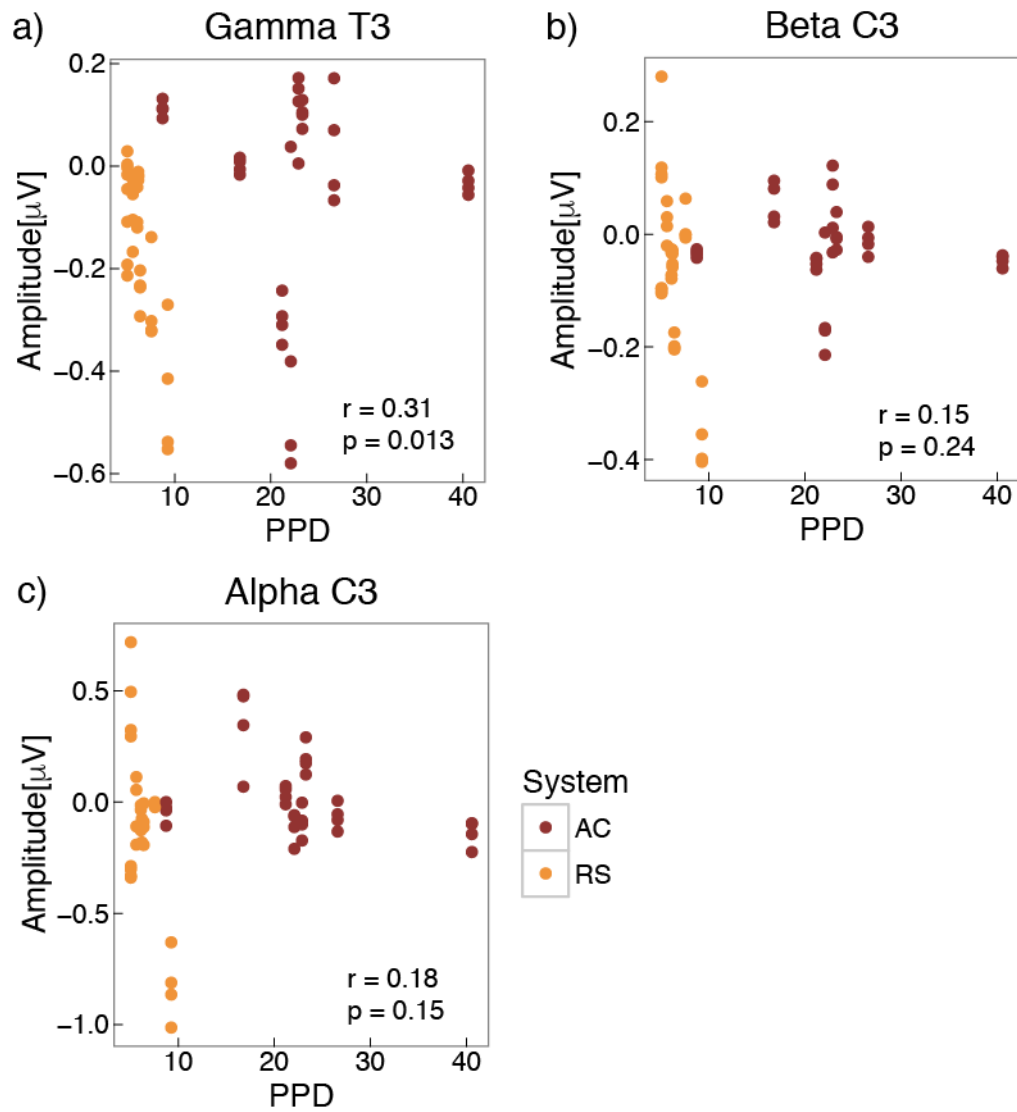 a)
Gamma T3
0.2
0.0
−0.2
−0.4
−0.6
Amplitude[μV]
r = 0.31
p = 0.013
10
20
30
40
PPD
b)
Beta C3
0.2
0.0
−0.2
−0.4
Amplitude[μV]
r = 0.15
p = 0.24
10
20
30
40
PPD
c)
Alpha C3
0.5
0.0
−0.5
−1.0
Amplitude[μV]
r = 0.18
p = 0.15
10
20
30
40
PPD
System
AC
RS